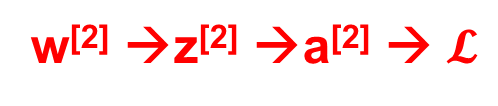 w[2] →z[2] →a[2] → ℒ